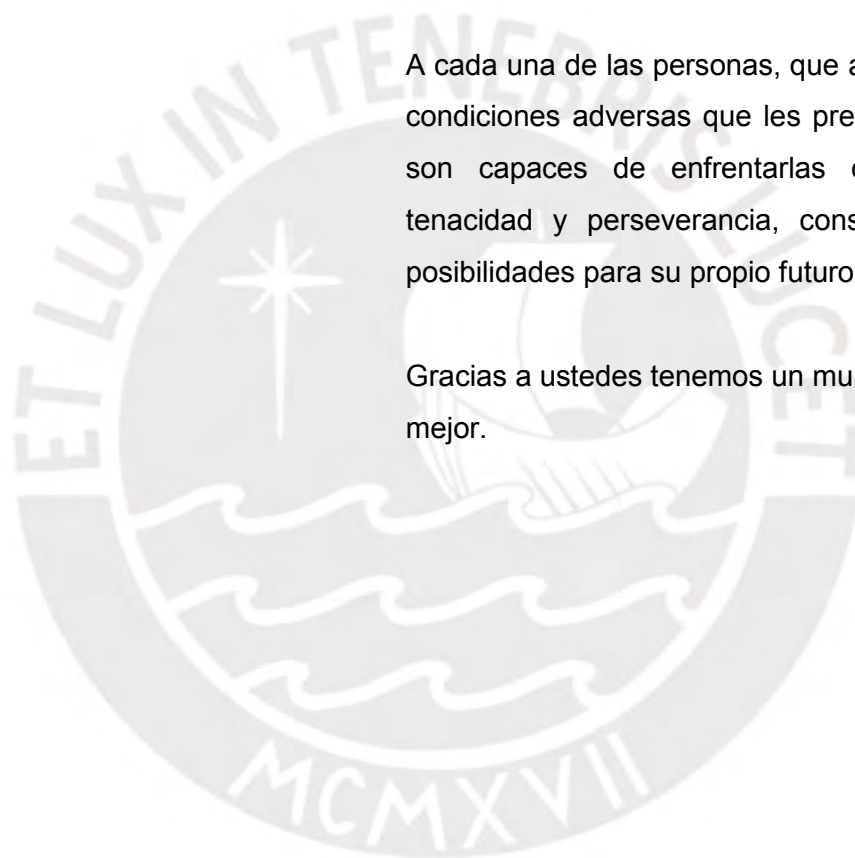 A cada una de las personas, que a
condiciones adversas que les pre
son capaces de enfrentarlas
tenacidad y perseverancia, cons
posibilidades para su propio futuro
Gracias a ustedes tenemos un mu
mejor.
ET LUX IN TENEBRIS LUCET
MCMXVII